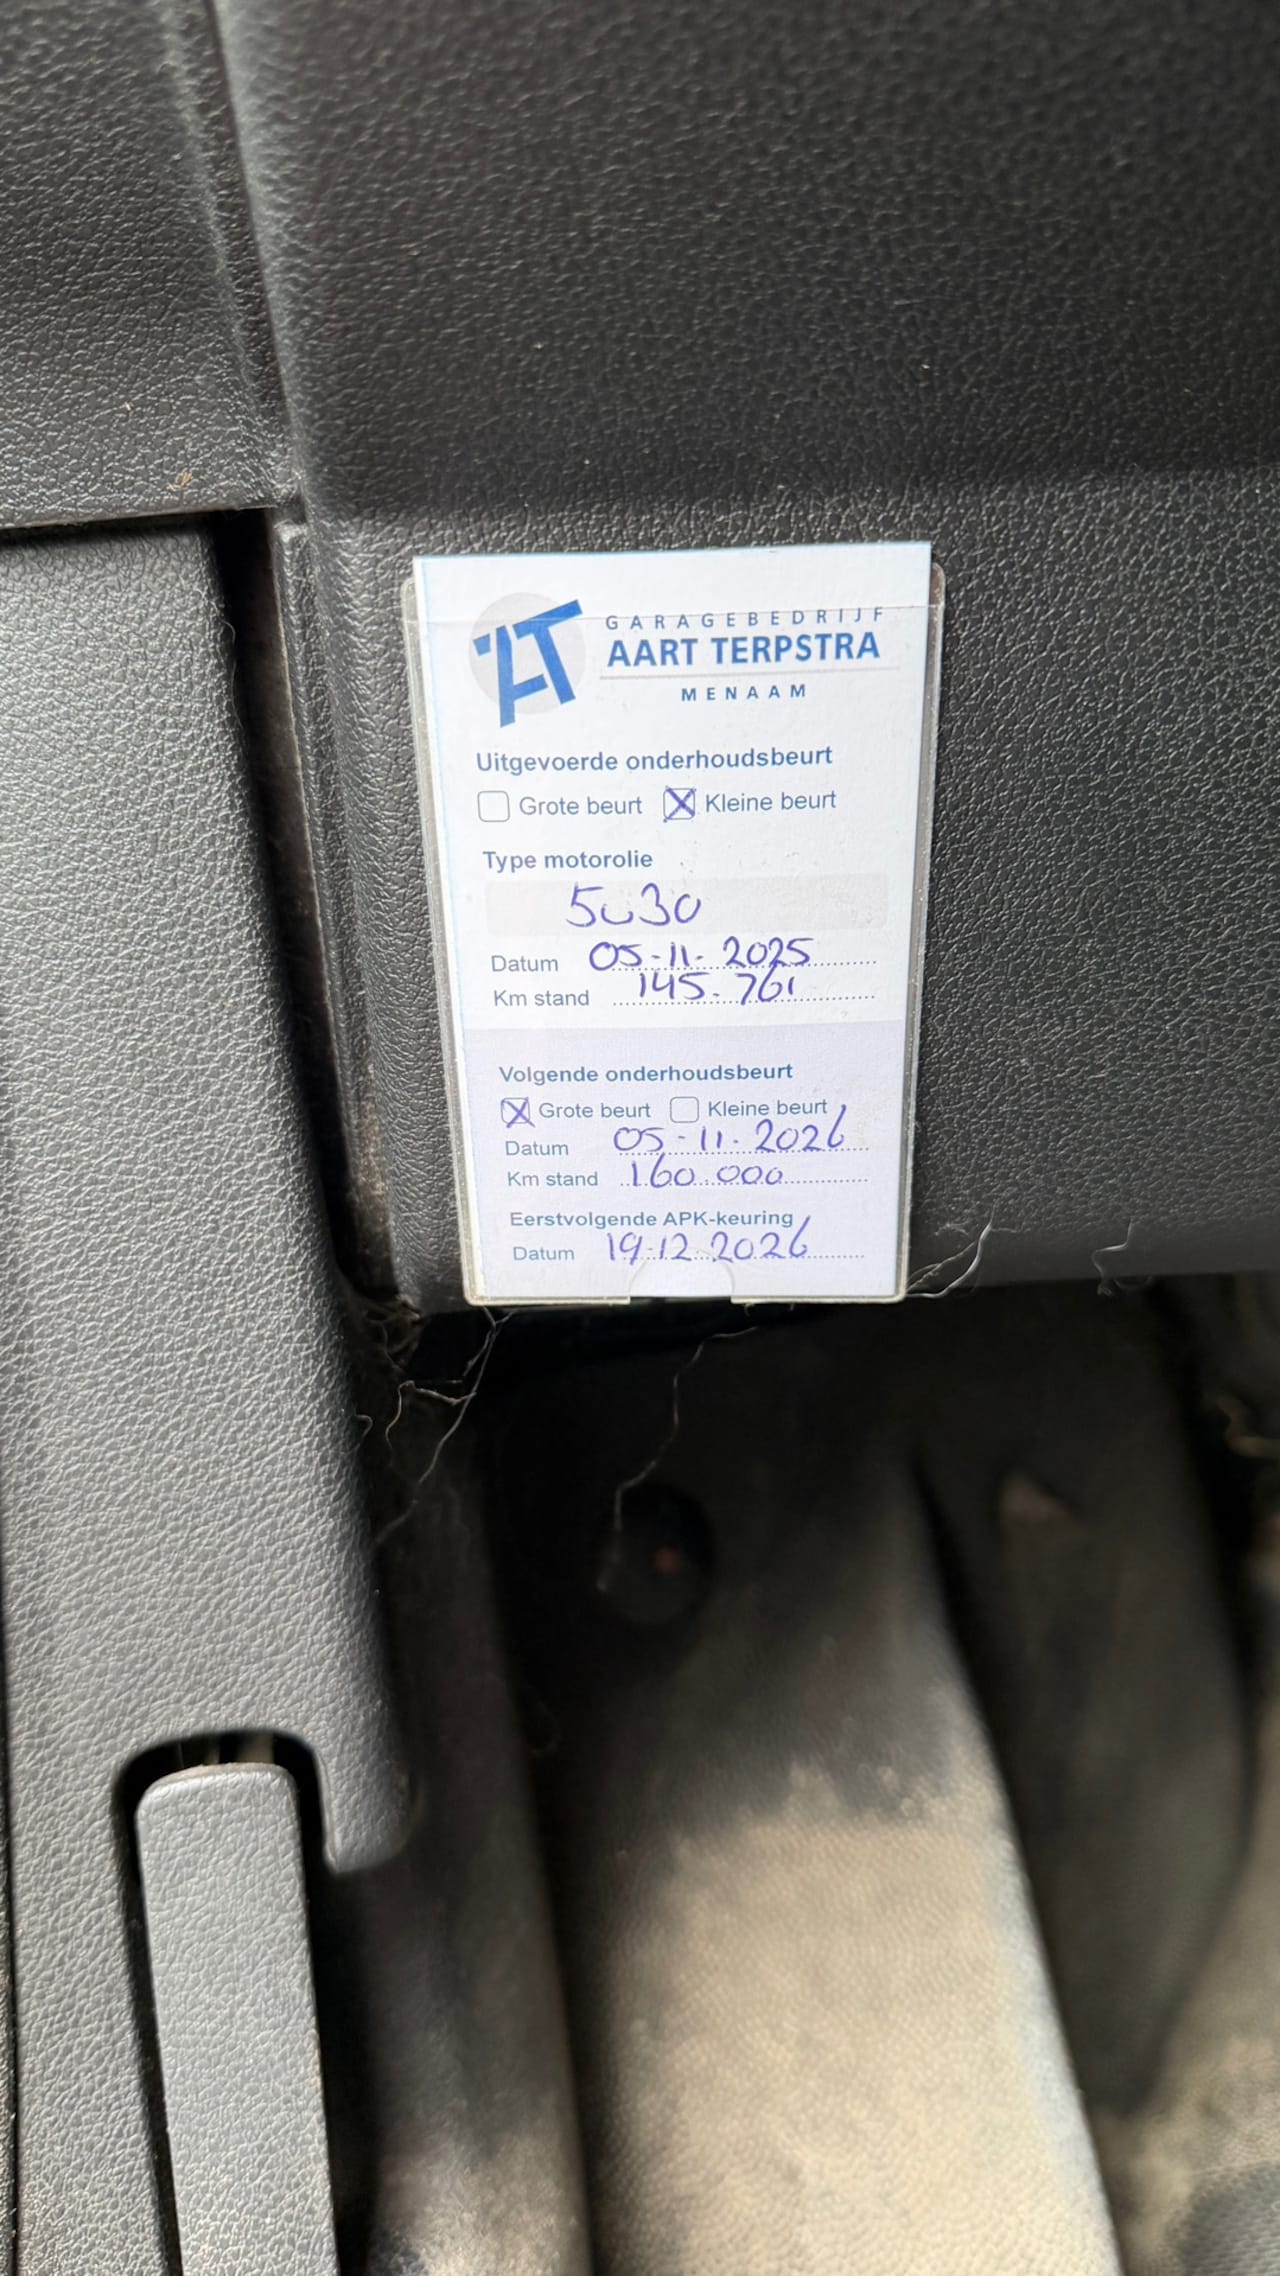 AT
GARAGEBEDRIJF
AART TERPSTRA
MENAAM
Uitgevoerde onderhoudsbeurt
Grote beurt Kleine beurt
Type motorolie
5w30
Datum 05-11-2025
Km stand 145.761
Volgende onderhoudsbeurt
Grote beurt Kleine beurt
Datum 05-11-2026
Km stand 160.000
Eerstvolgende APK-keuring
Datum 19-12-2026